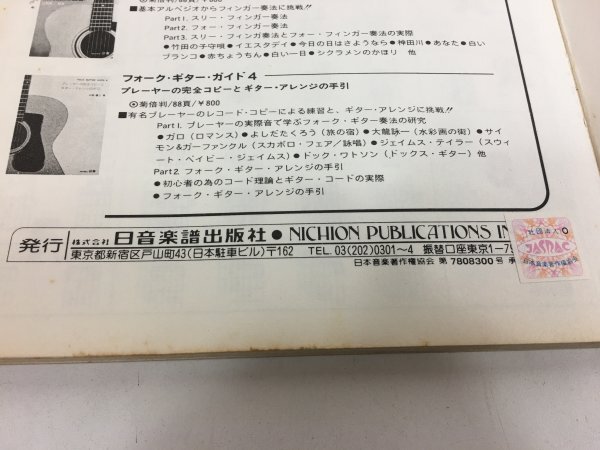 ■基本アルペジオからフィンガー奏法に挑戦!!
Part1. スリー・フィンガー奏法
Part2. フォー・フィンガー奏法
Part3. スリー・フィンガ奏法とフォー・フィンガー奏法の実際
●竹田の子守唄●イエスタデイ●今日の日はさようなら●神田川●あなた●白い
ブランコ●赤ちょうちん●白い一日●シクラメンのかほり 他
フォーク・ギター・ガイド4
プレーヤーの完全コピーとギター・アレンジの手引
菊倍判/88頁/¥800
■有名プレーヤーのレコード・コピーによる練習と、ギター・アレンジに挑戦!!
Part1. プレーヤーの実際音で学ぶフォーク・ギター奏法の研究
●ガロ(ロマンス)●よしだたくろう(旅の宿)●大瀧詠一(水彩画の街)●サイ
モン&ガーファンクル(スカボロ・フェア/詠唱)●ジェイムス・テイラー(スウィ
ート・ベイビー・ジェイムス)●ドック・ワトソン(ドックス・ギター)他
Part2. フォーク・ギター・アレンジの手引
●初心者の為のコード理論とギター・コードの実際
●フォーク・ギター・アレンジの手引
発行 株式会社 日音楽譜出版社● NICHION PUBLICATIONS IN
東京都新宿区戸山町43(日本駐車ビル)〒162 TEL. 03(202)0301〜4 振替口座東京1-79
日本音楽著作権協会 第7808300号 承
社団法人
JASRAC